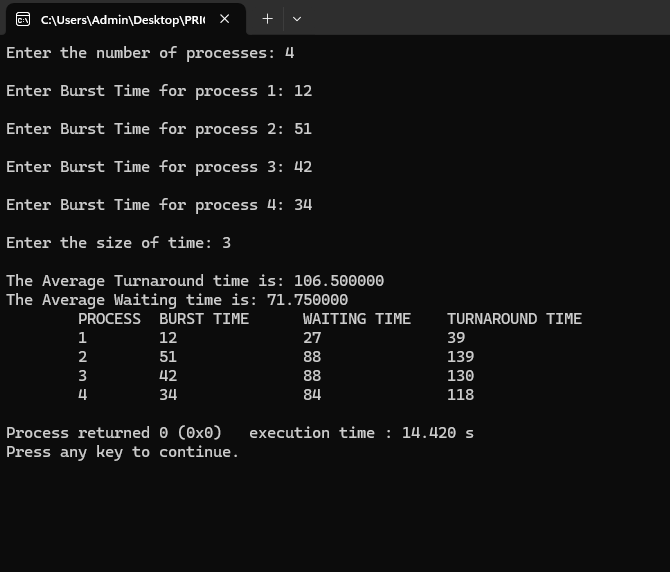 C:\Users\Admin\Desktop\PRI
Enter the number of processes: 4
Enter Burst Time for process 1: 12
Enter Burst Time for process 2: 51
Enter Burst Time for process 3: 42
Enter Burst Time for process 4: 34
Enter the size of time: 3
The Average Turnaround time is: 106.500000
The Average Waiting time is: 71.750000
PROCESS BURST TIME WAITING TIME TURNAROUND TIME
1 12 27 39
2 51 88 139
3 42 88 130
4 34 84 118
Process returned 0 (0x0) execution time : 14.420 s
Press any key to continue.